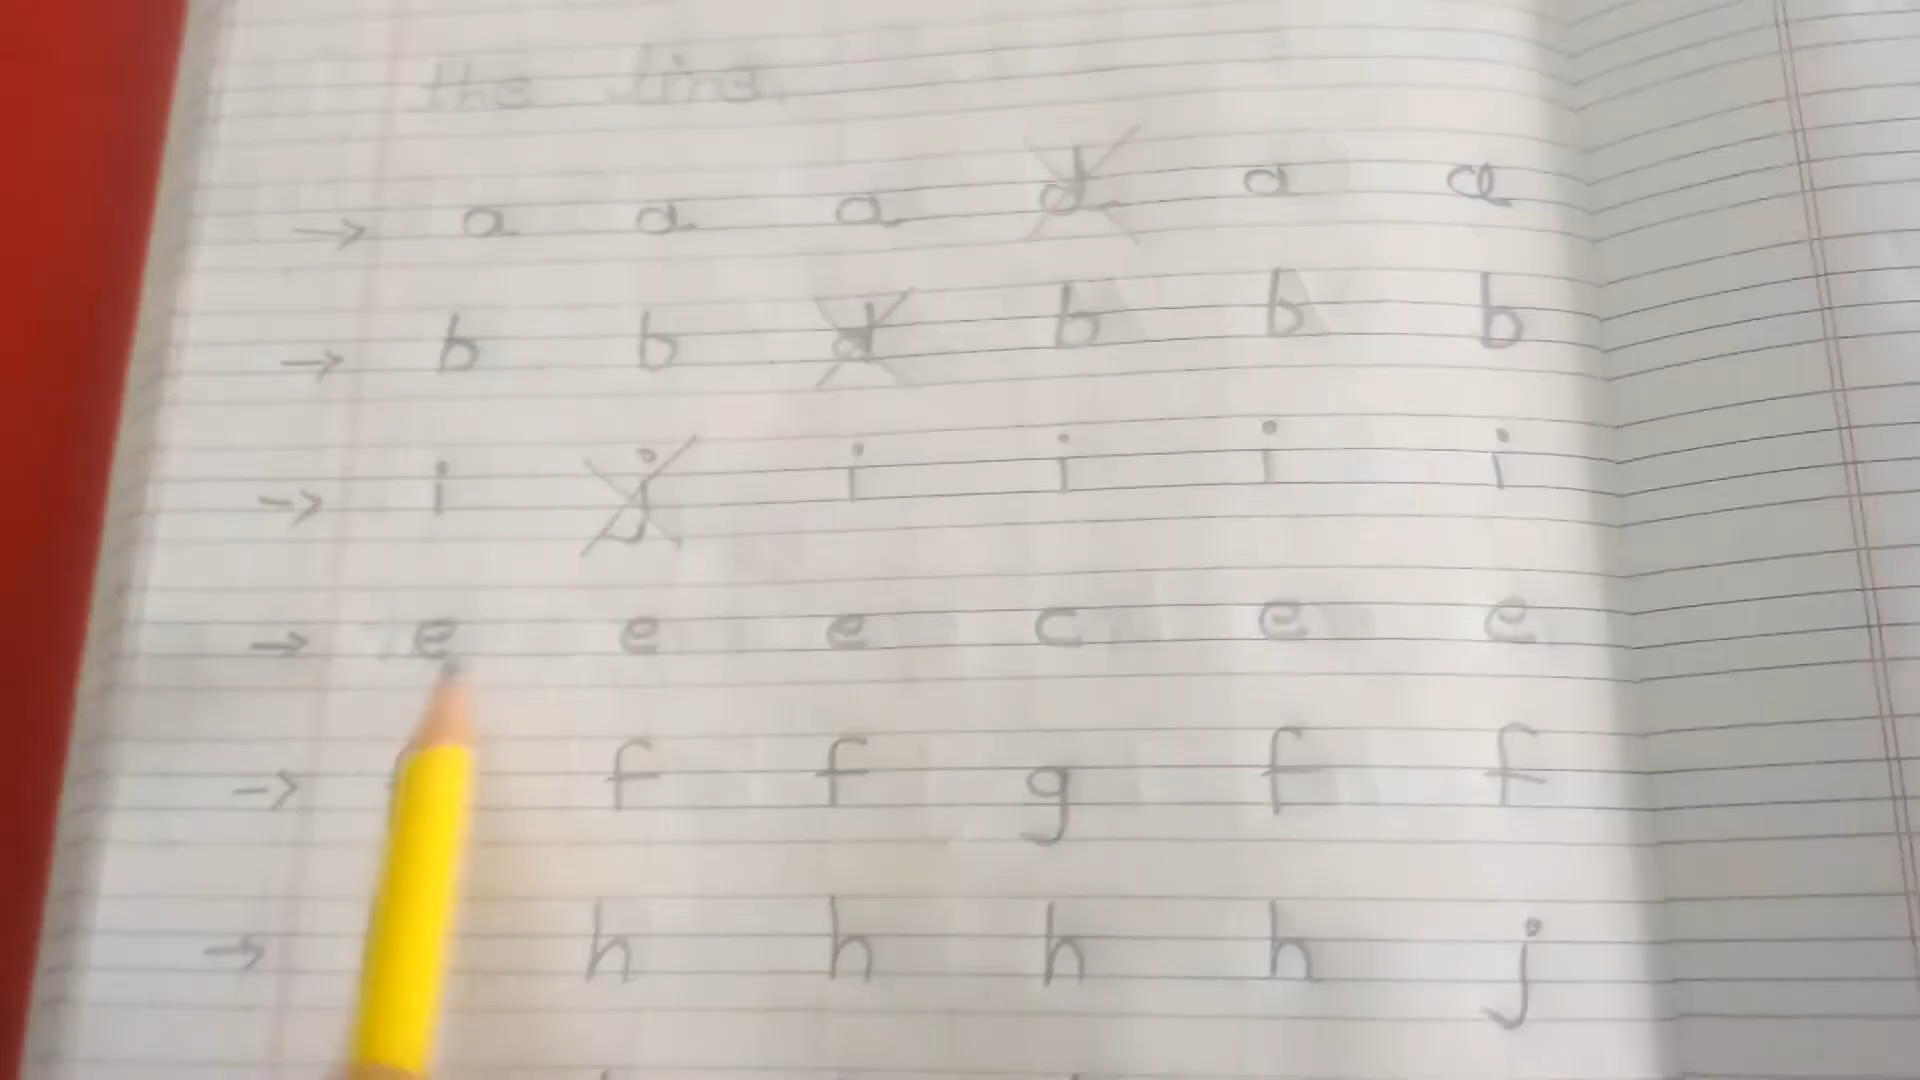 the line.
→ a a a d a a
→ b b d b b b
→ i j i i i i
→ e e e c e e
→ f f g f f
→ h h h h j